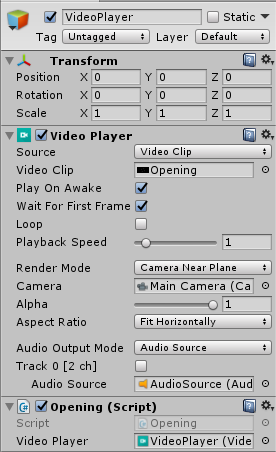 VideoPlayer Static
Tag Untagged Layer Default
Transform
Position X 0 Y 0 Z 0
Rotation X 0 Y 0 Z 0
Scale X 1 Y 1 Z 1
Video Player
Source Video Clip
Video Clip Opening
Play On Awake
Wait For First Frame
Loop
Playback Speed 1
Render Mode Camera Near Plane
Camera Main Camera (Ca
Alpha 1
Aspect Ratio Fit Horizontally
Audio Output Mode Audio Source
Track 0 [2 ch]
Audio Source AudioSource (Aud
Opening (Script)
Script Opening
Video Player VideoPlayer (Vide